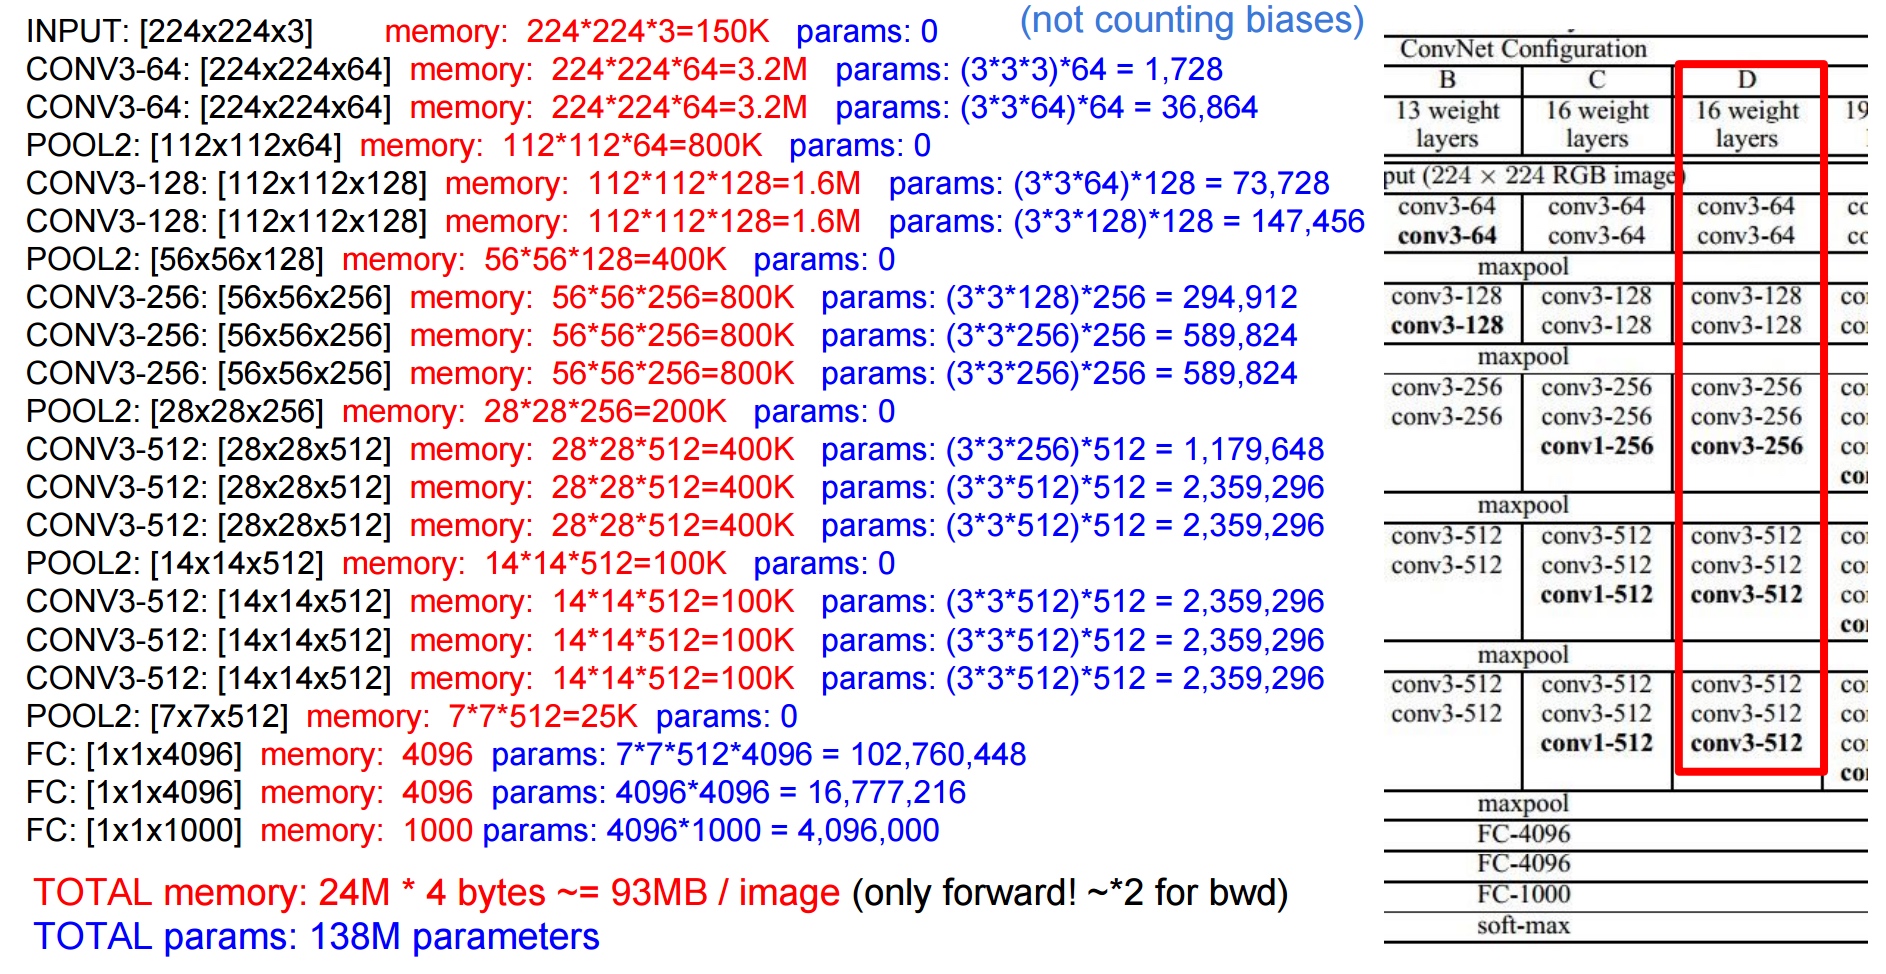 INPUT: [224x224x3] memory: 224*224*3=150K params: 0 (not counting biases)
CONV3-64: [224x224x64] memory: 224*224*64=3.2M params: (3*3*3)*64 = 1,728
CONV3-64: [224x224x64] memory: 224*224*64=3.2M params: (3*3*64)*64 = 36,864
POOL2: [112x112x64] memory: 112*112*64=800K params: 0
CONV3-128: [112x112x128] memory: 112*112*128=1.6M params: (3*3*64)*128 = 73,728
CONV3-128: [112x112x128] memory: 112*112*128=1.6M params: (3*3*128)*128 = 147,456
POOL2: [56x56x128] memory: 56*56*128=400K params: 0
CONV3-256: [56x56x256] memory: 56*56*256=800K params: (3*3*128)*256 = 294,912
CONV3-256: [56x56x256] memory: 56*56*256=800K params: (3*3*256)*256 = 589,824
CONV3-256: [56x56x256] memory: 56*56*256=800K params: (3*3*256)*256 = 589,824
POOL2: [28x28x256] memory: 28*28*256=200K params: 0
CONV3-512: [28x28x512] memory: 28*28*512=400K params: (3*3*256)*512 = 1,179,648
CONV3-512: [28x28x512] memory: 28*28*512=400K params: (3*3*512)*512 = 2,359,296
CONV3-512: [28x28x512] memory: 28*28*512=400K params: (3*3*512)*512 = 2,359,296
POOL2: [14x14x512] memory: 14*14*512=100K params: 0
CONV3-512: [14x14x512] memory: 14*14*512=100K params: (3*3*512)*512 = 2,359,296
CONV3-512: [14x14x512] memory: 14*14*512=100K params: (3*3*512)*512 = 2,359,296
CONV3-512: [14x14x512] memory: 14*14*512=100K params: (3*3*512)*512 = 2,359,296
POOL2: [7x7x512] memory: 7*7*512=25K params: 0
FC: [1x1x4096] memory: 4096 params: 7*7*512*4096 = 102,760,448
FC: [1x1x4096] memory: 4096 params: 4096*4096 = 16,777,216
FC: [1x1x1000] memory: 1000 params: 4096*1000 = 4,096,000
TOTAL memory: 24M * 4 bytes ~= 93MB / image (only forward! ~*2 for bwd)
TOTAL params: 138M parameters
ConvNet Configuration
B C D
13 weight 16 weight 16 weight 19
layers layers layers
put (224 × 224 RGB image)
conv3-64 conv3-64 conv3-64 co
conv3-64 conv3-64 conv3-64 co
maxpool
conv3-128 conv3-128 conv3-128 co
conv3-128 conv3-128 conv3-128 co
maxpool
conv3-256 conv3-256 conv3-256 co
conv3-256 conv3-256 conv3-256 co
conv1-256 conv3-256 co
co
maxpool
conv3-512 conv3-512 conv3-512 co
conv3-512 conv3-512 conv3-512 co
conv1-512 conv3-512 co
co
maxpool
conv3-512 conv3-512 conv3-512 co
conv3-512 conv3-512 conv3-512 co
conv1-512 conv3-512 co
co
maxpool
FC-4096
FC-4096
FC-1000
soft-max